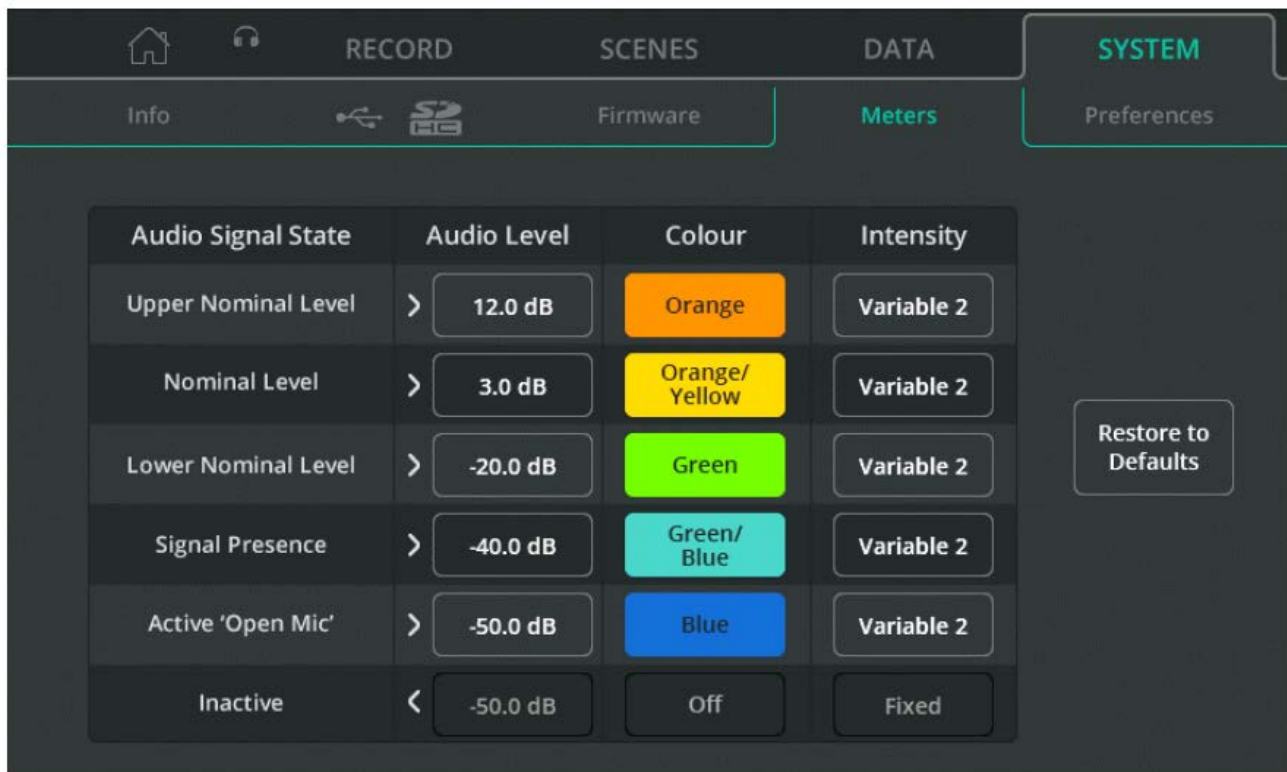 RECORD SCENES DATA SYSTEM
Info SD HC Firmware Meters Preferences
Audio Signal State Audio Level Colour Intensity
Upper Nominal Level > 12.0 dB Orange Variable 2
Nominal Level > 3.0 dB Orange/
Yellow Variable 2
Lower Nominal Level > -20.0 dB Green Variable 2
Signal Presence > -40.0 dB Green/
Blue Variable 2
Active ‘Open Mic’ > -50.0 dB Blue Variable 2
Inactive < -50.0 dB Off Fixed
Restore to
Defaults